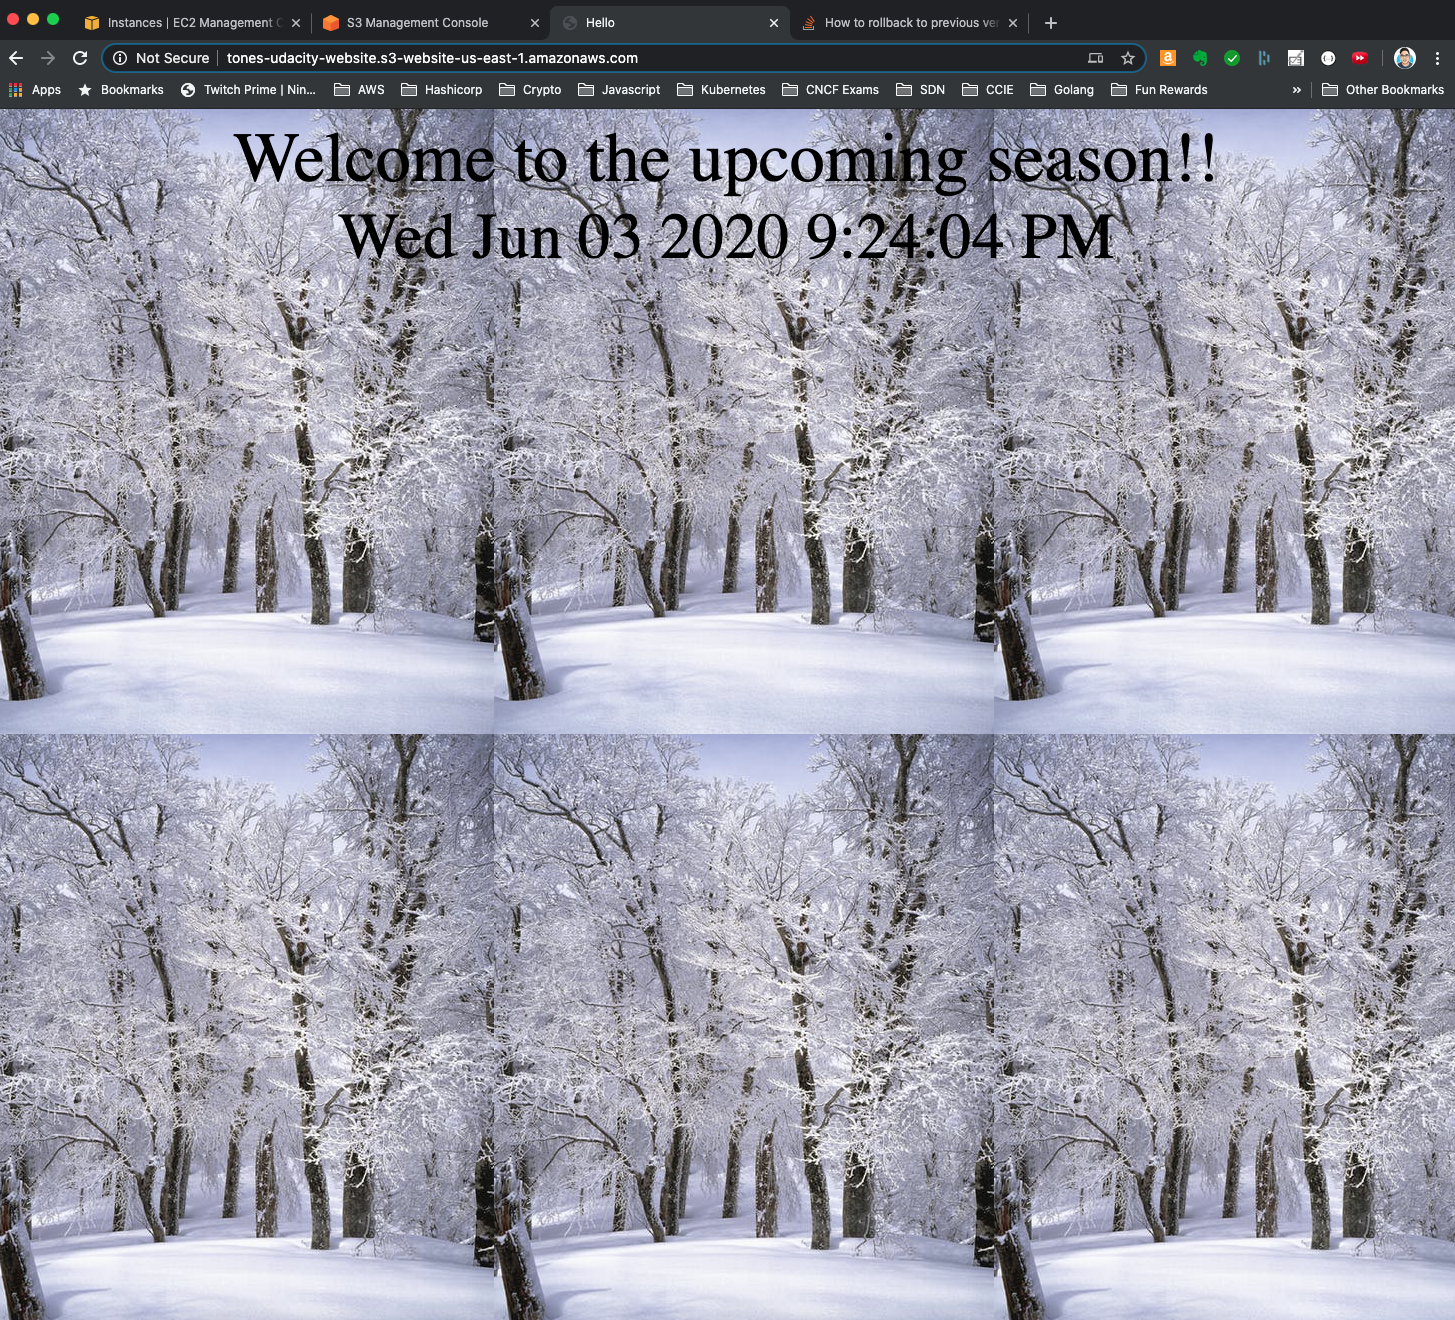 Instances | EC2 Management C
S3 Management Console
Hello
How to rollback to previous ver
Not Secure
tones-udacity-website.s3-website-us-east-1.amazonaws.com
Apps
Bookmarks
Twitch Prime | Nin...
AWS
Hashicorp
Crypto
Javascript
Kubernetes
CNCF Exams
SDN
CCIE
Golang
Fun Rewards
»
Other Bookmarks
Welcome to the upcoming season!!
Wed Jun 03 2020 9:24:04 PM